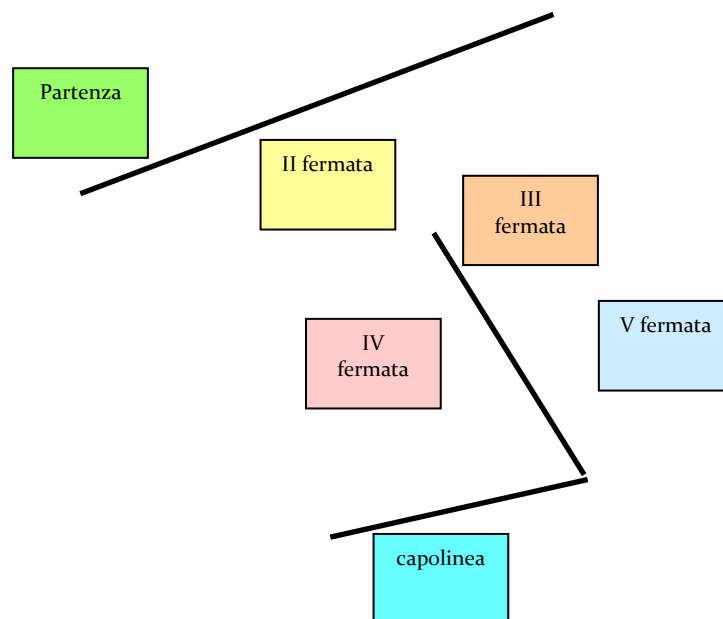 Partenza
II fermata
III
fermata
V fermata
IV
fermata
capolinea